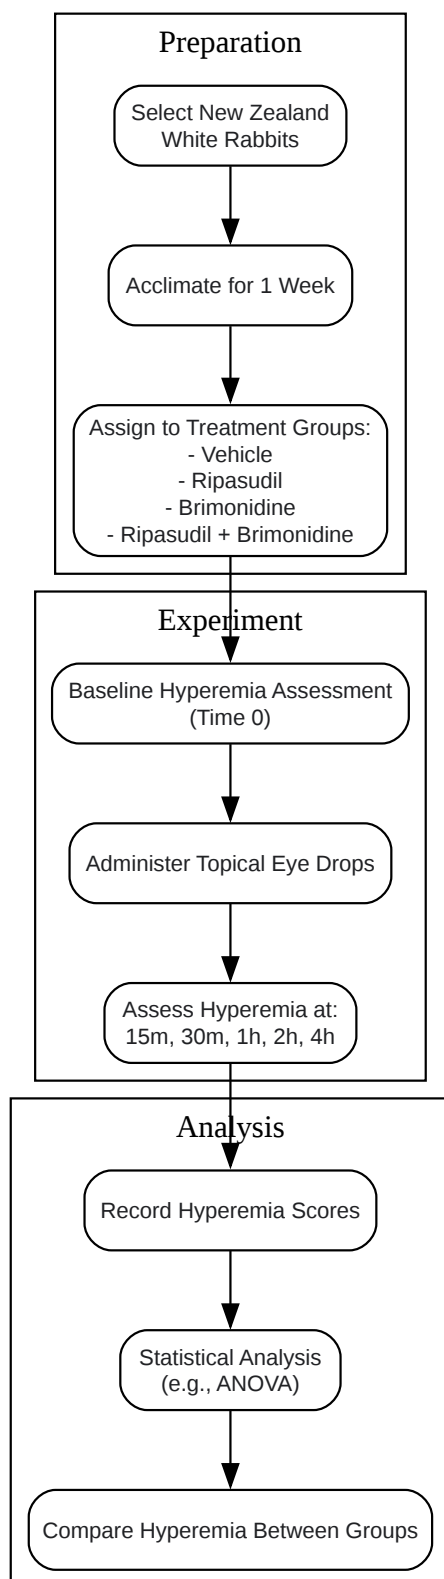 Preparation
Select New Zealand
White Rabbits
Acclimate for 1 Week
Assign to Treatment Groups:
- Vehicle
- Ripasudil
- Brimonidine
- Ripasudil + Brimonidine
Experiment
Baseline Hyperemia Assessment
(Time 0)
Administer Topical Eye Drops
Assess Hyperemia at:
15m, 30m, 1h, 2h, 4h
Analysis
Record Hyperemia Scores
Statistical Analysis
(e.g., ANOVA)
Compare Hyperemia Between Groups